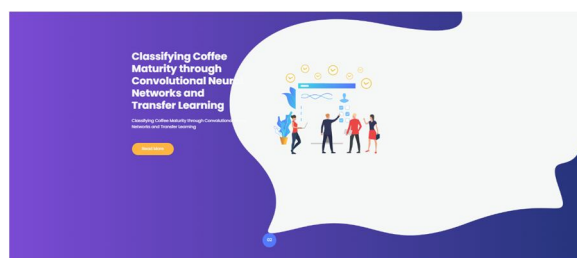 Classifying Coffee
Maturity through
Convolutional Neur
Networks and
Transfer Learning
Classifying Coffee Maturity through Convolution
Networks and Transfer Learning
Read More